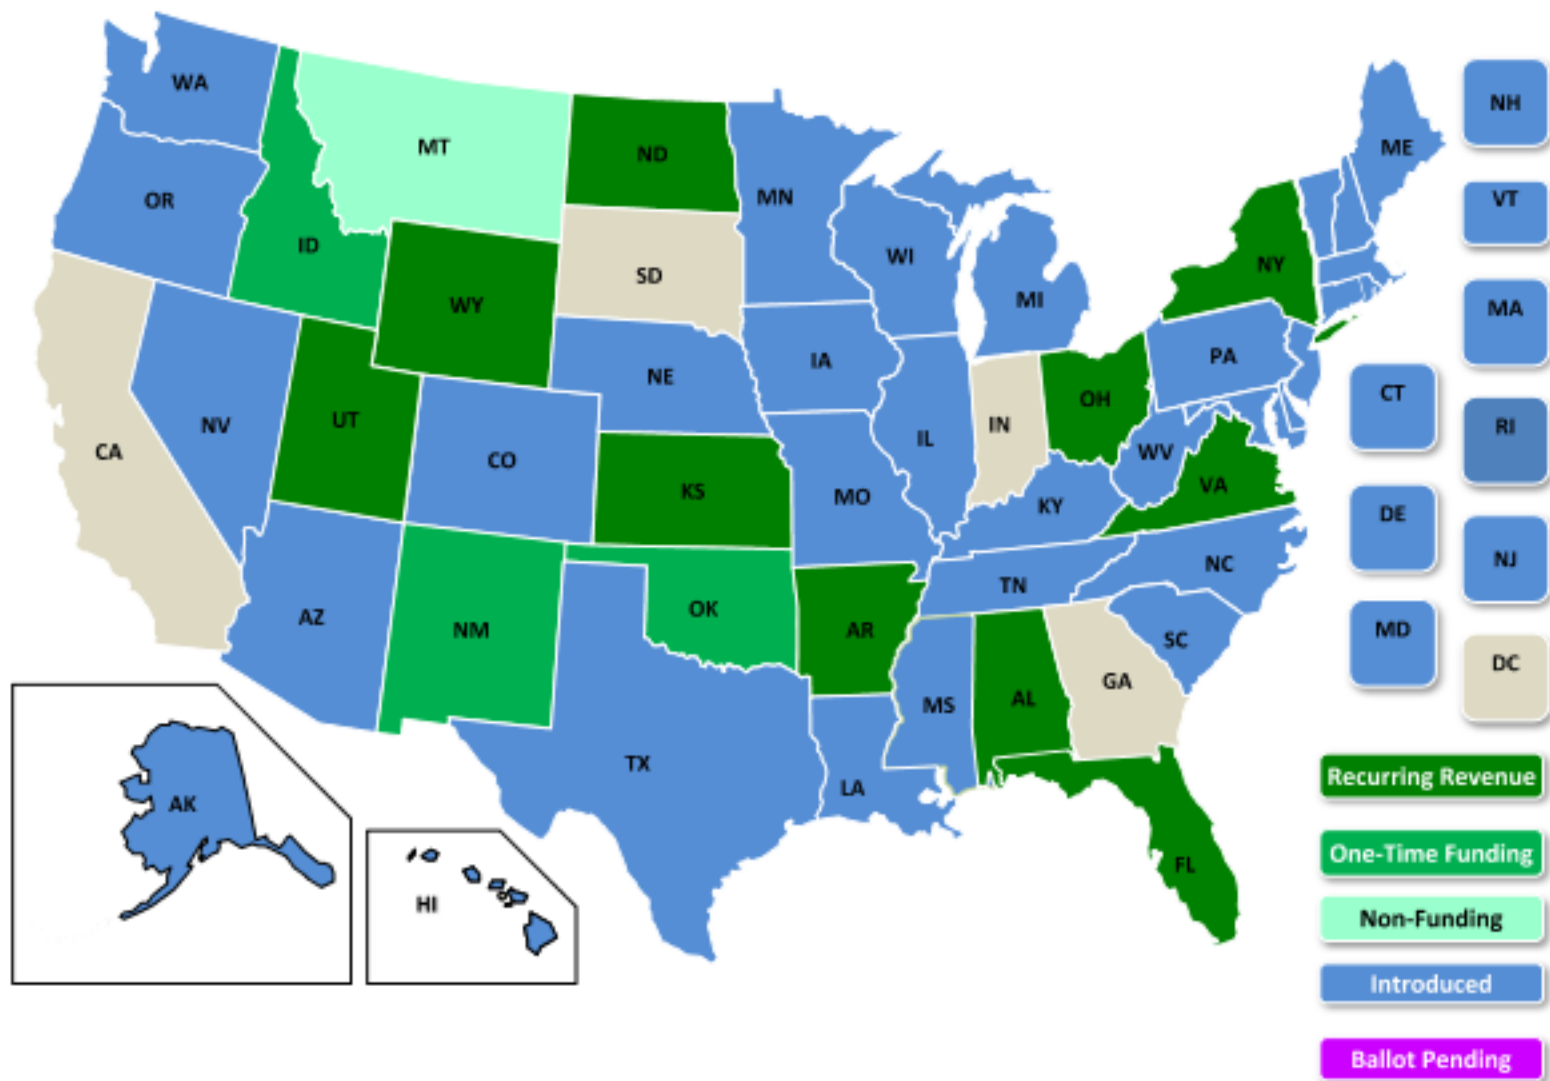 WA
NH
MT
ME
ND
MN
VT
OR
ID
WI
NY
SD
MI
WY
MA
PA
IA
NE
CT
OH
UT
NV
IN
RI
IL
CA
WV
CO
KS
VA
MO
KY
DE
NJ
NC
TN
AZ
OK
NM
AR
MD
SC
DC
GA
AL
MS
TX
Recurring Revenue
LA
AK
One-Time Funding
FL
HI
Non-Funding
Introduced
Ballot Pending